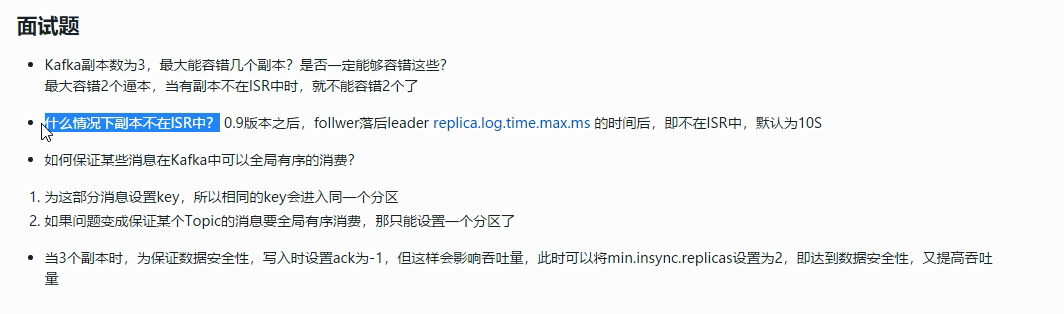 面试题
Kafka副本数为3，最大能容错几个副本？是否一定能够容错这些？
最大容错2个逼本，当有副本不在ISR中时，就不能容错2个了
什么情况下副本不在ISR中？ 0.9版本之后，follwer落后leader replica.log.time.max.ms 的时间后，即不在ISR中，默认为10S
如何保证某些消息在Kafka中可以全局有序的消费？
1. 为这部分消息设置key，所以相同的key会进入同一个分区
2. 如果问题变成保证某个Topic的消息要全局有序消费，那只能设置一个分区了
当3个副本时，为保证数据安全性，写入时设置ack为-1，但这样会影响吞吐量，此时可以将min.insync.replicas设置为2，即达到数据安全性，又提高吞吐
量